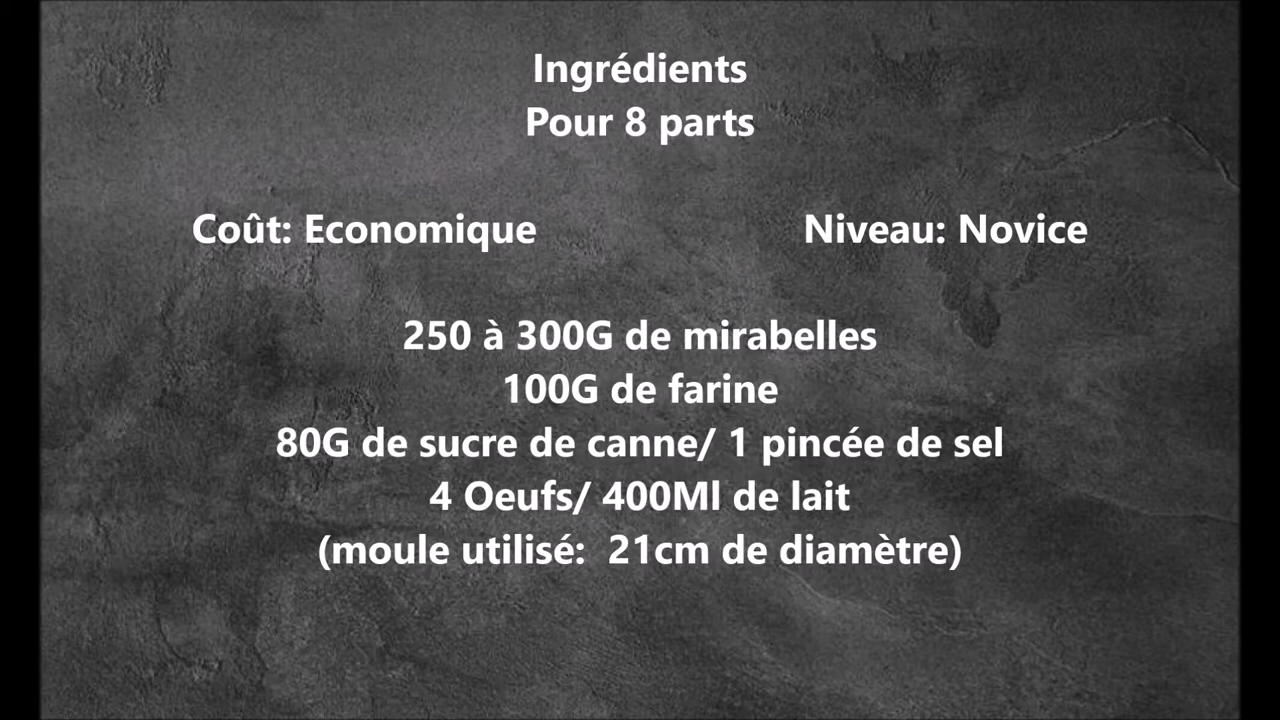 Ingrédients
Pour 8 parts
Coût: Economique
Niveau: Novice
250 à 300G de mirabelles
100G de farine
80G de sucre de canne/ 1 pincée de sel
4 Oeufs/ 400Ml de lait
(moule utilisé:  21cm de diamètre)